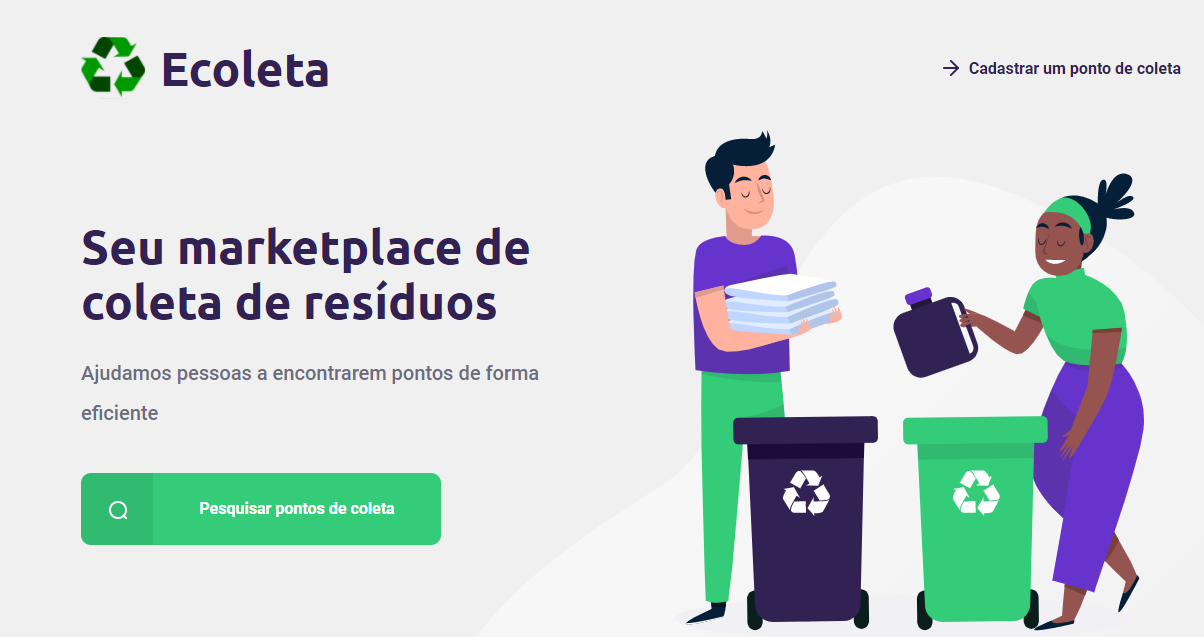 Ecoleta
Cadastrar um ponto de coleta
Seu marketplace de
coleta de resíduos
Ajudamos pessoas a encontrarem pontos de forma
eficiente
Pesquisar pontos de coleta